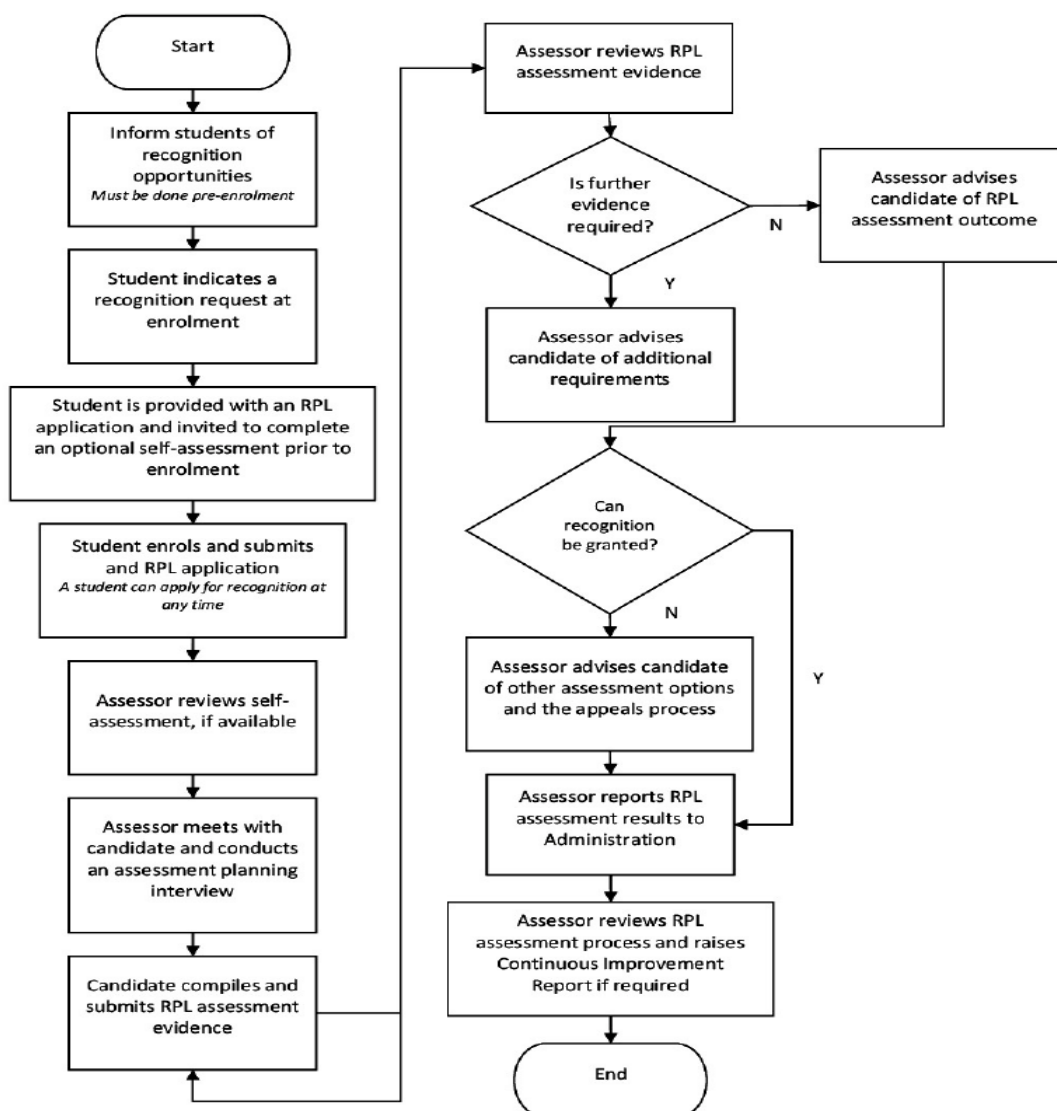 Start
Inform students of
recognition
opportunities
Must be done pre-enrolment
Student indicates a
recognition request at
enrolment
Student is provided with an RPL
application and invited to complete
an optional self-assessment prior to
enrolment
Student enrols and submits
and RPL application
A student can apply for recognition at
any time
Assessor reviews self-
assessment, if available
Assessor meets with
candidate and conducts
an assessment planning
interview
Candidate compiles and
submits RPL assessment
evidence
Assessor reviews RPL
assessment evidence
Is further
evidence
required?
N
Assessor advises
candidate of RPL
assessment outcome
Y
Assessor advises
candidate of additional
requirements
Can
recognition
be granted?
N
Y
Assessor advises candidate
of other assessment options
and the appeals process
Assessor reports RPL
assessment results to
Administration
Assessor reviews RPL
assessment process and raises
Continuous Improvement
Report if required
End